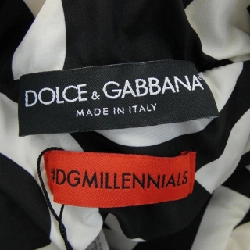 DOLCE & GABBANA
MADE IN ITALY
#DGMILLENNIALS